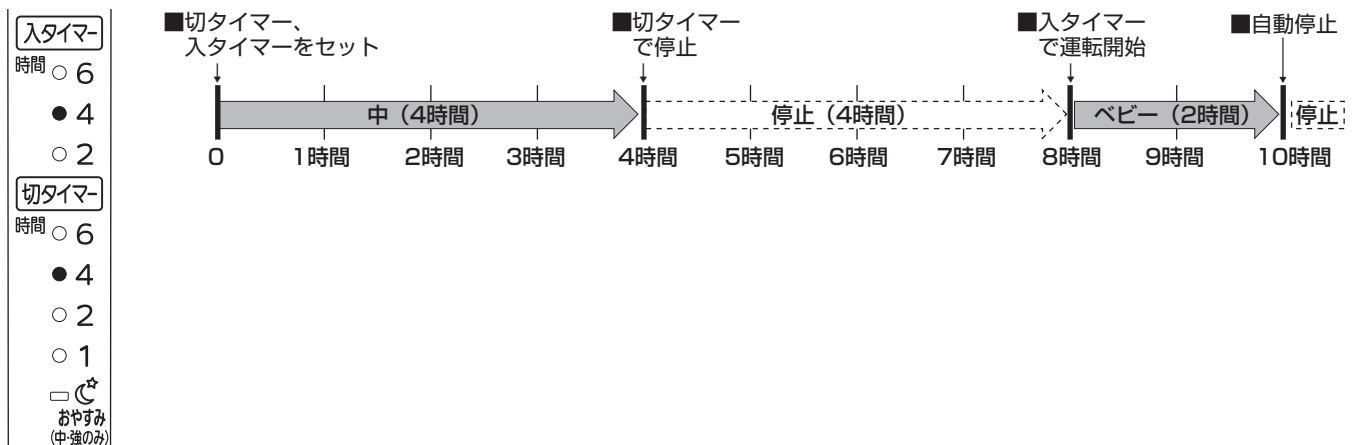 入タイマー
時間 ○ 6
● 4
○ 2
切タイマー
時間 ○ 6
● 4
○ 2
○ 1
おやすみ
(中・強のみ)
■切タイマー、
入タイマーをセット
■切タイマー
で停止
■入タイマー
で運転開始
■自動停止
中（4時間）
停止（4時間）
ベビー（2時間）
停止
0 1時間 2時間 3時間 4時間 5時間 6時間 7時間 8時間 9時間 10時間